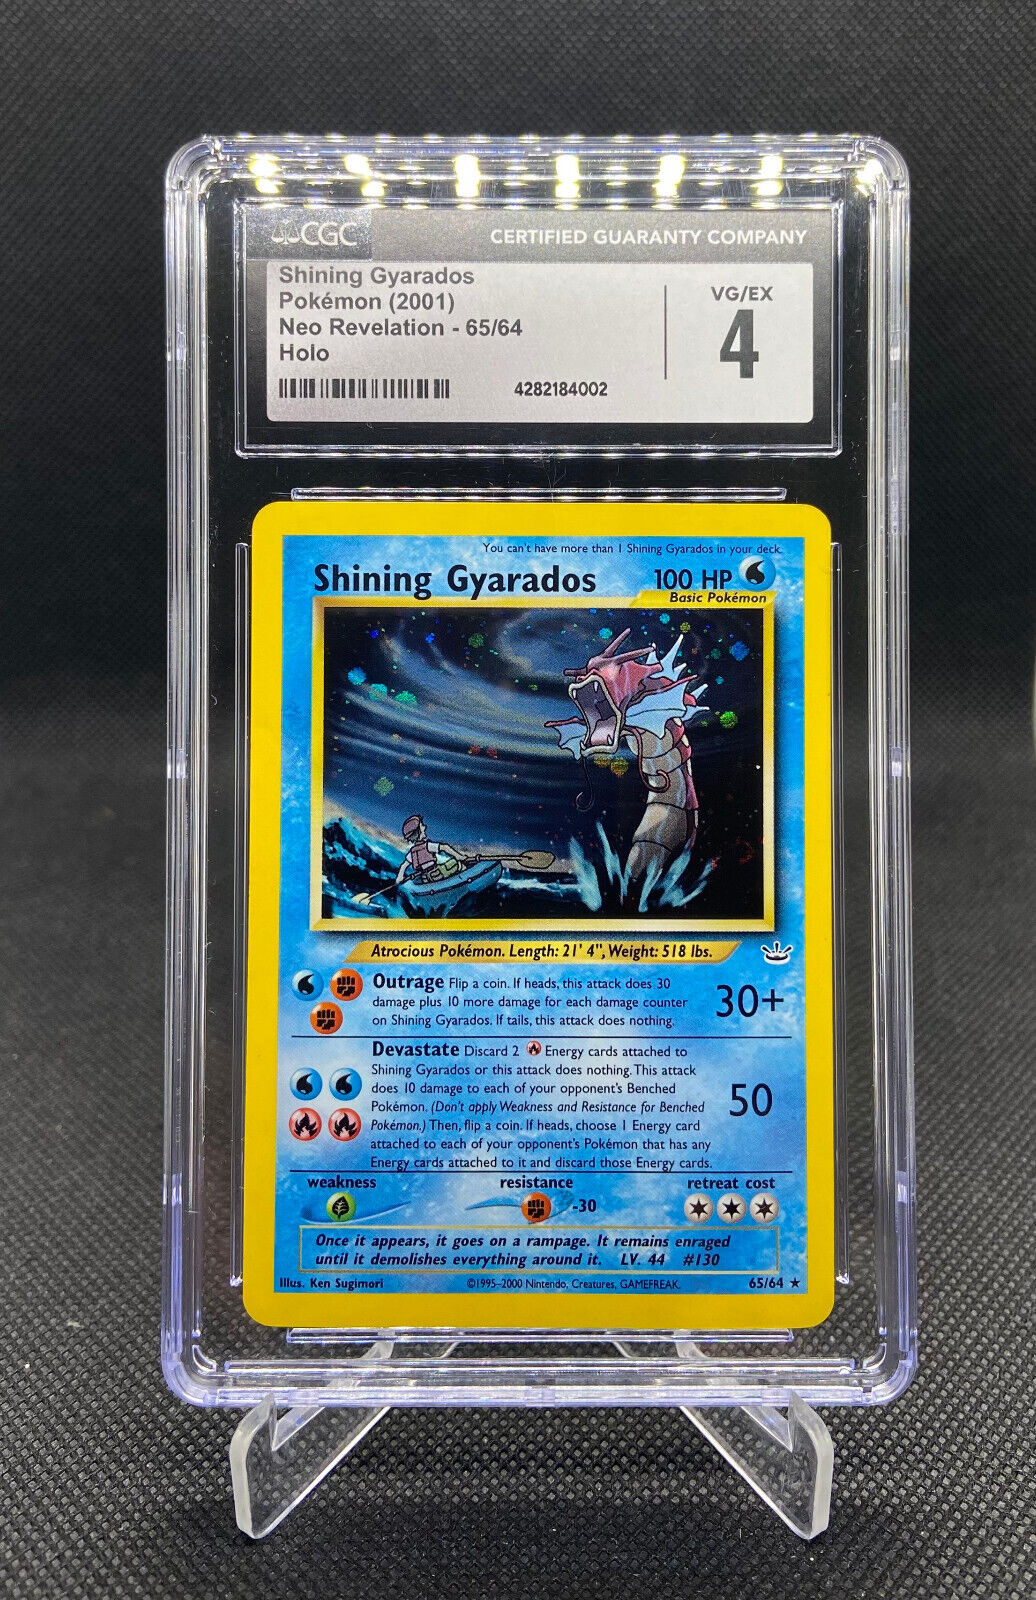 CGC CERTIFIED GUARANTY COMPANY
Shining Gyarados
Pokémon (2001)
Neo Revelation - 65/64
Holo
4282184002
VG/EX
4
You can't have more than 1 Shining Gyarados in your deck.
Shining Gyarados 100 HP
Basic Pokémon
Atrocious Pokémon. Length: 21' 4", Weight: 518 lbs.
Outrage Flip a coin. If heads, this attack does 30
damage plus 10 more damage for each damage counter
on Shining Gyarados. If tails, this attack does nothing.
30+
Devastate Discard 2 Energy cards attached to
Shining Gyarados or this attack does nothing. This attack
does 10 damage to each of your opponent's Benched
Pokémon. (Don't apply Weakness and Resistance for Benched
Pokémon.) Then, flip a coin. If heads, choose 1 Energy card
attached to each of your opponent's Pokémon that has any
Energy cards attached to it and discard those Energy cards.
50
weakness resistance retreat cost
-30
Once it appears, it goes on a rampage. It remains enraged
until it demolishes everything around it. LV. 44 #130
Illus. Ken Sugimori ©1995-2000 Nintendo, Creatures, GAMEFREAK. 65/64 ★